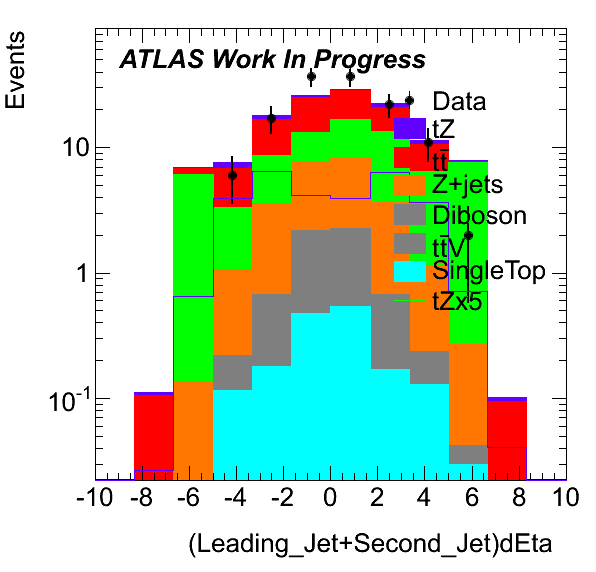 Events
ATLAS Work In Progress
Data
tZ
tt̄
Z+jets
Diboson
tt̄V
SingleTop
tZx5
10
1
10⁻¹
-10 -8 -6 -4 -2 0 2 4 6 8 10
(Leading_Jet+Second_Jet)dEta